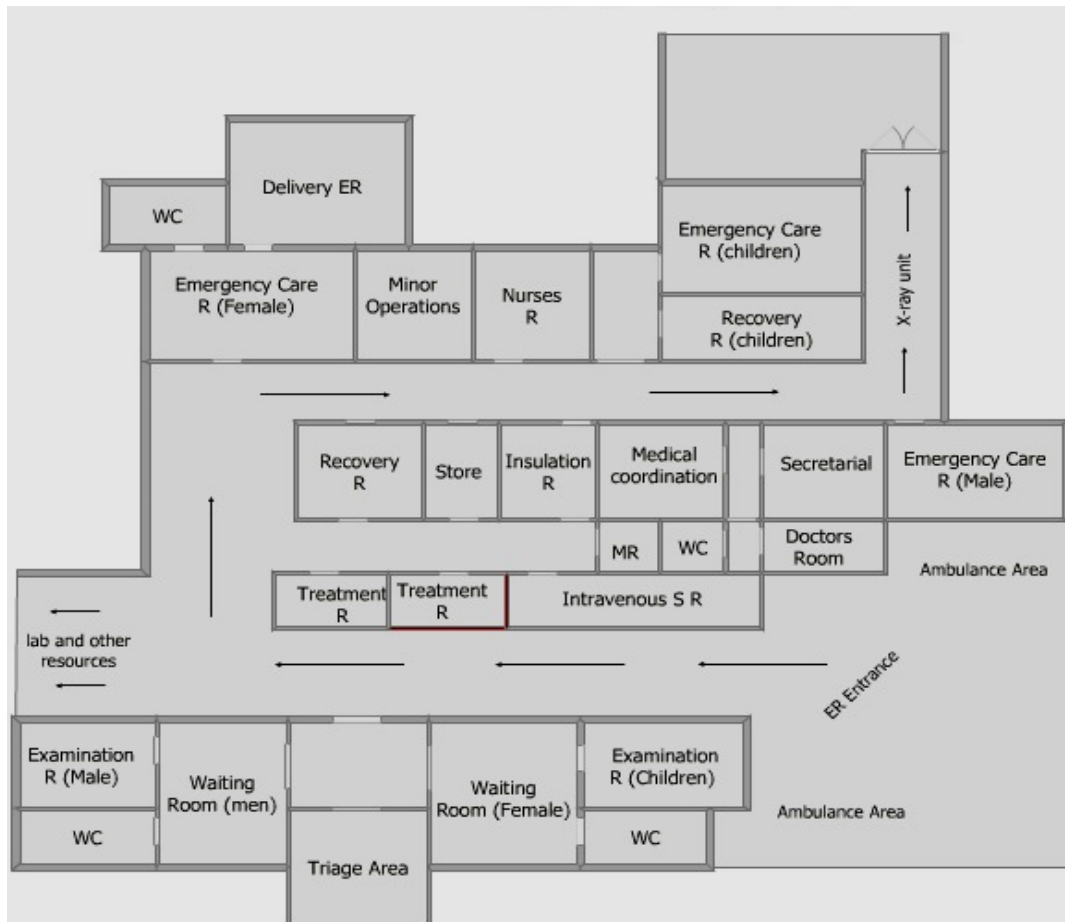 Delivery ER
WC
Emergency Care
R (Female)
Minor
Operations
Nurses
R
Emergency Care
R (children)
Recovery
R (children)
X-ray unit
Recovery
R
Store
Insulation
R
Medical
coordination
Secretarial
Emergency Care
R (Male)
MR
WC
Doctors
Room
Ambulance Area
Treatment
R
Treatment
R
Intravenous S R
lab and other
resources
ER Entrance
Examination
R (Male)
Waiting
Room (men)
Waiting
Room (Female)
Examination
R (Children)
Ambulance Area
WC
Triage Area
WC